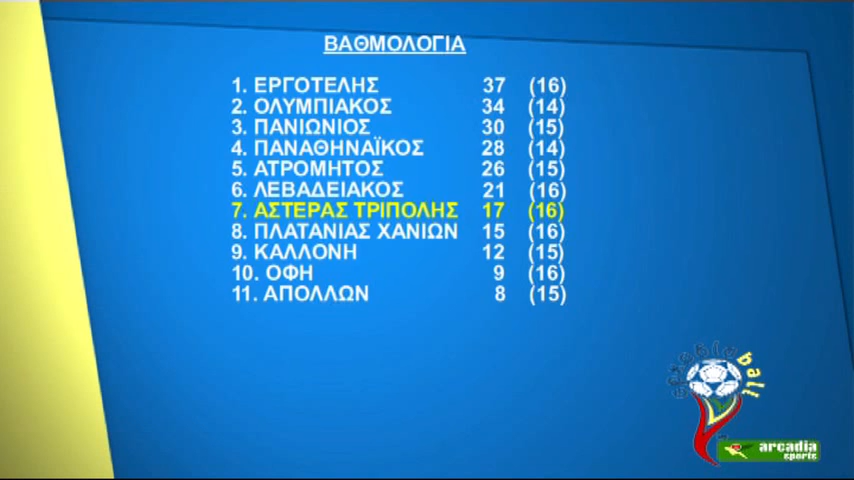 ΒΑΘΜΟΛΟΓΙΑ
1. ΕΡΓΟΤΕΛΗΣ 37 (16)
2. ΟΛΥΜΠΙΑΚΟΣ 34 (14)
3. ΠΑΝΙΩΝΙΟΣ 30 (15)
4. ΠΑΝΑΘΗΝΑΪΚΟΣ 28 (14)
5. ΑΤΡΟΜΗΤΟΣ 26 (15)
6. ΛΕΒΑΔΕΙΑΚΟΣ 21 (16)
7. ΑΣΤΕΡΑΣ ΤΡΙΠΟΛΗΣ 17 (16)
8. ΠΛΑΤΑΝΙΑΣ ΧΑΝΙΩΝ 15 (16)
9. ΚΑΛΛΟΝΗ 12 (15)
10. ΟΦΗ 9 (16)
11. ΑΠΟΛΛΩΝ 8 (15)
ball
arcadia
sports